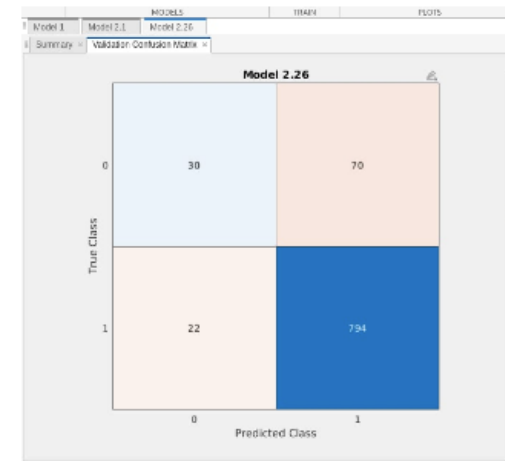 MODELS TRAIN PLOTS
Model 1 Model 2.1 Model 2.26
Summary × Validation Confusion Matrix ×
Model 2.26
0 30 70
True Class
1 22 794
0 1
Predicted Class